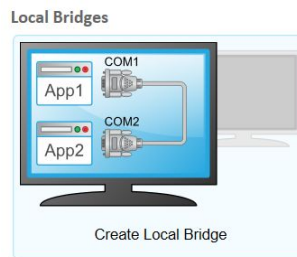 Local Bridges
COM1
App1
COM2
App2
Create Local Bridge